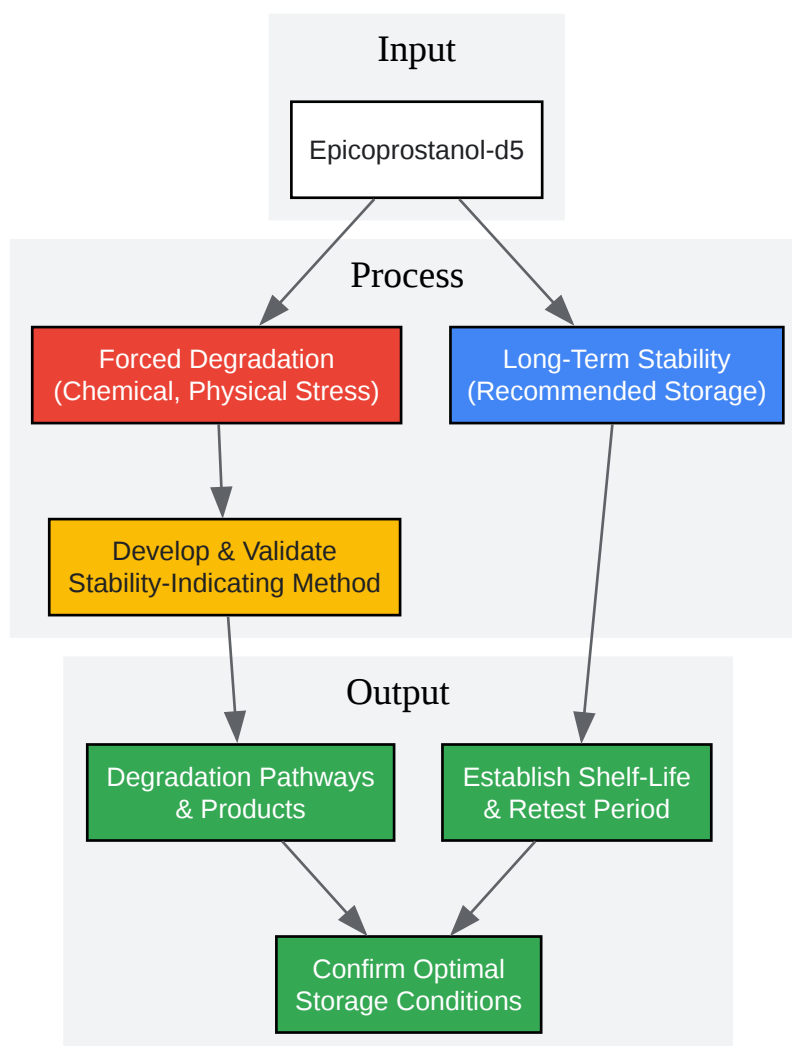 Input
Epicoprostanol-d5
Process
Forced Degradation
(Chemical, Physical Stress)
Long-Term Stability
(Recommended Storage)
Develop & Validate
Stability-Indicating Method
Output
Degradation Pathways
& Products
Establish Shelf-Life
& Retest Period
Confirm Optimal
Storage Conditions